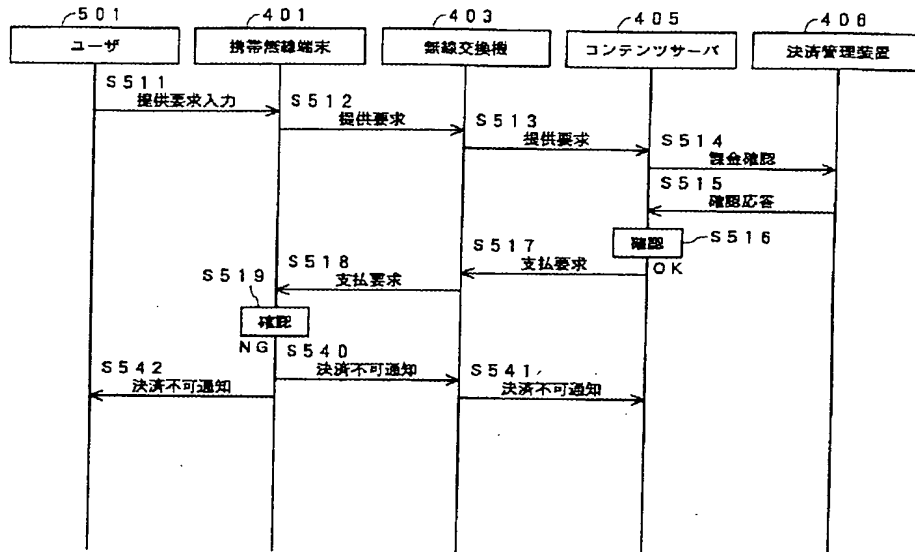 501
401
403
405
406
ユーザ
携帯無線端末
無線交換機
コンテンツサーバ
決済管理装置
S511
提供要求入力
S512
提供要求
S513
提供要求
S514
課金確認
S515
確認応答
確認
S516
OK
S517
支払要求
S518
支払要求
S519
確認
NG
S540
決済不可通知
S541
決済不可通知
S542
決済不可通知